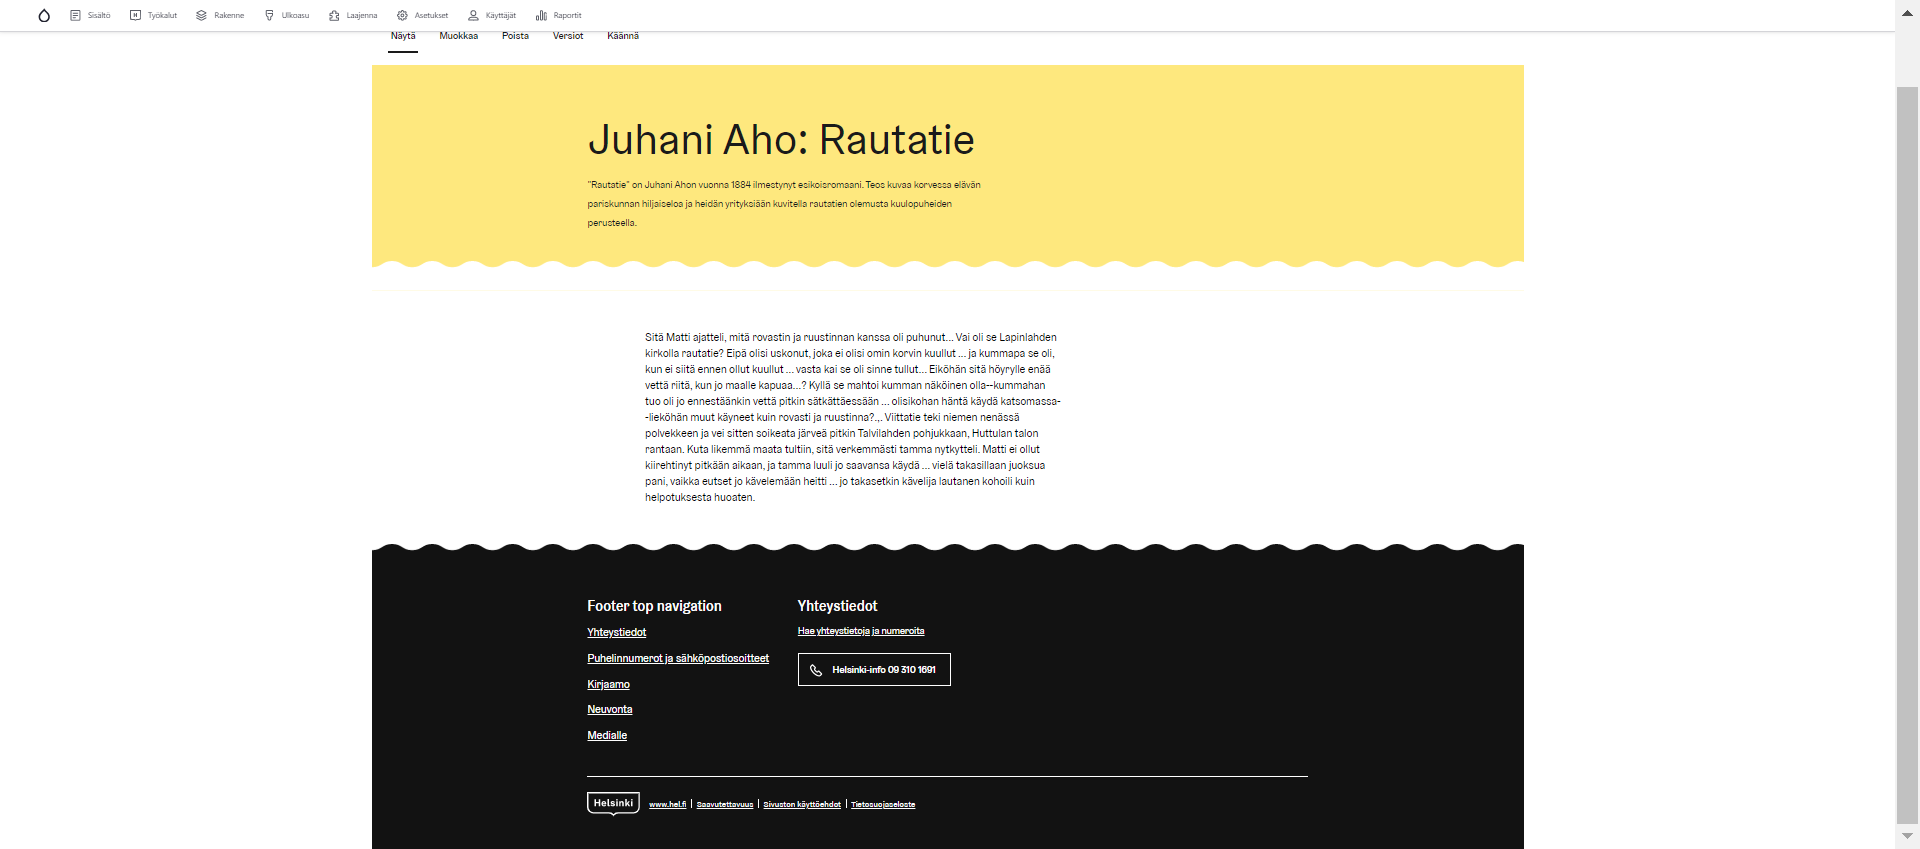 Sisältö Työkalut Rakenne Ulkoasu Laajenna Asetukset Käyttäjät Raportit
Näytä Muokkaa Poista Versiot Käännä
Juhani Aho: Rautatie
"Rautatie" on Juhani Ahon vuonna 1884 ilmestynyt esikoisromaani. Teos kuvaa korvessa elävän
pariskunnan hiljaiseloa ja heidän yrityksiään kuvitella rautatien olemusta kuulopuheiden
perusteella.
Sitä Matti ajatteli, mitä rovastin ja ruustinnan kanssa oli puhunut... Vai oli se Lapinlahden
kirkolla rautatie? Eipä olisi uskonut, joka ei olisi omin korvin kuullut ... ja kummapa se oli,
kun ei siitä ennen ollut kuullut ... vasta kai se oli sinne tullut... Eiköhän sitä höyrylle enää
vettä riitä, kun jo maalle kapuaa...? Kyllä se mahtoi kumman näköinen olla--kummahan
tuo oli jo ennestäänkin vettä pitkin sätkättäessään ... olisikohan häntä käydä katsomassa-
-lieköhän muut käyneet kuin rovasti ja ruustinna?.,. Viittatie teki niemen nenässä
polvekkeen ja vei sitten soikeata järveä pitkin Talvilahden pohjukkaan, Huttulan talon
rantaan. Kuta likemmä maata tultiin, sitä verkemmästi tamma nytkytteli. Matti ei ollut
kiirehtinyt pitkään aikaan, ja tamma luuli jo saavansa käydä ... vielä takasillaan juoksua
pani, vaikka eutset jo kävelemään heitti ... jo takasetkin kävelija lautanen kohoili kuin
helpotuksesta huoaten.
Footer top navigation
Yhteystiedot
Puhelinnumerot ja sähköpostiosoitteet
Kirjaamo
Neuvonta
Medialle
Yhteystiedot
Hae yhteystietoja ja numeroita
Helsinki-info 09 310 1691
Helsinki www.hel.fi | Saavutettavuus | Sivuston käyttöehdot | Tietosuojaseloste